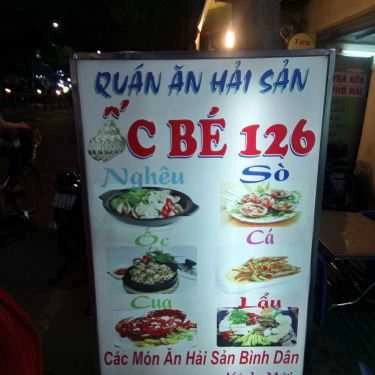 QUÁN ĂN HẢI SẢN
ỐC BÉ 126
Nghêu Sò
Ốc Cá
Cua Lẩu
Các Món Ăn Hải Sản Bình Dân